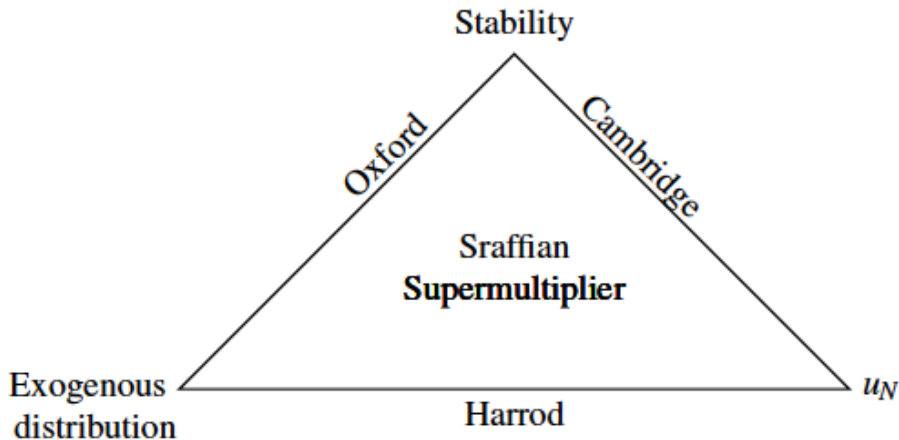 Stability
Oxford
Cambridge
Sraffian
Supermultiplier
Exogenous
distribution
Harrod
u_N